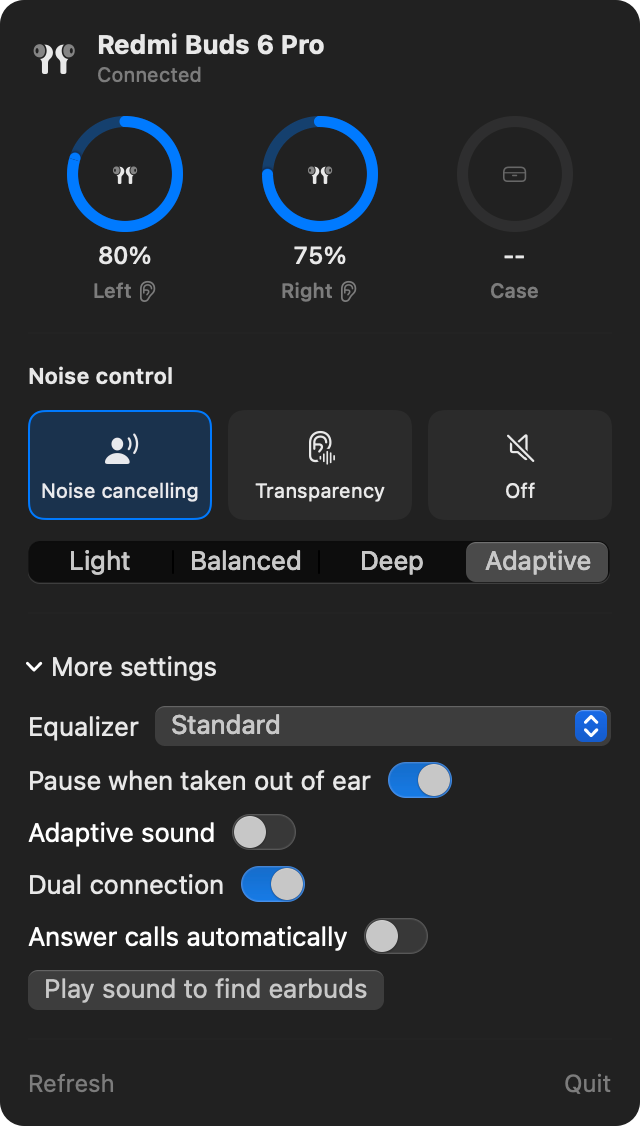 Redmi Buds 6 Pro
Connected
80%
75%
--
Left
Right
Case
Noise control
Noise cancelling
Transparency
Off
Light
Balanced
Deep
Adaptive
More settings
Equalizer
Standard
Pause when taken out of ear
Adaptive sound
Dual connection
Answer calls automatically
Play sound to find earbuds
Refresh
Quit